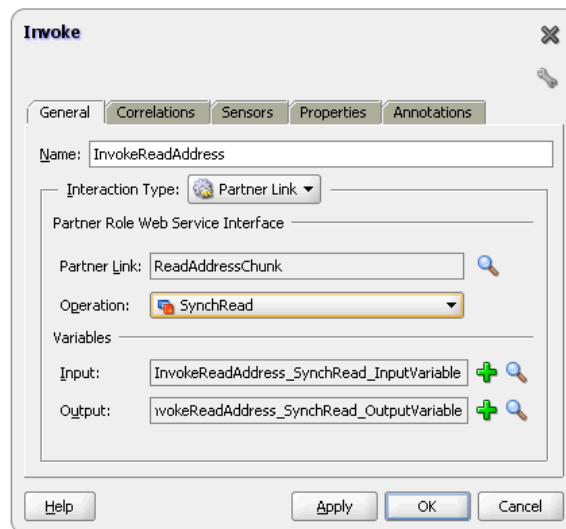 Invoke
General Correlations Sensors Properties Annotations
Name: InvokeReadAddress
Interaction Type: Partner Link
Partner Role Web Service Interface
Partner Link: ReadAddressChunk
Operation: SynchRead
Variables
Input: InvokeReadAddress_SynchRead_InputVariable
Output: vokeReadAddress_SynchRead_OutputVariable
Help Apply OK Cancel